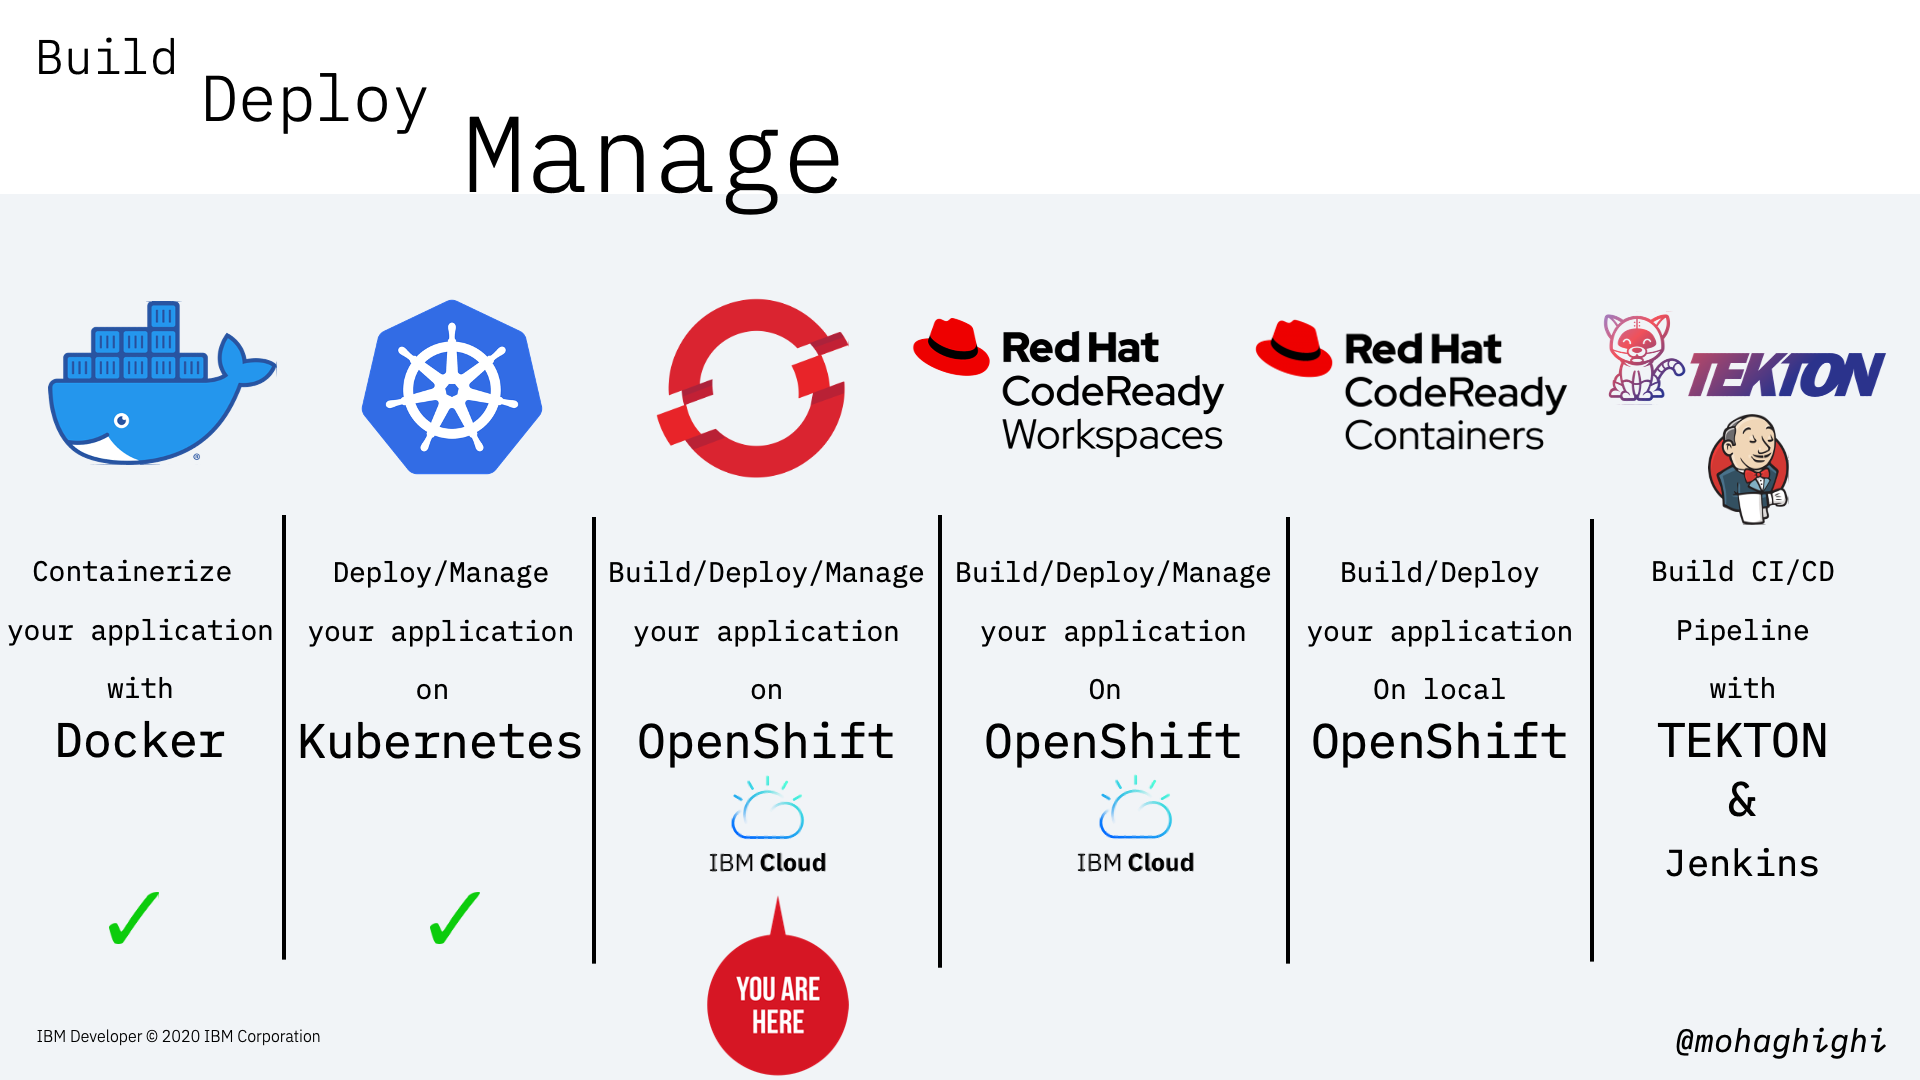 Build
Deploy
Manage
Red Hat
CodeReady
Workspaces
Red Hat
CodeReady
Containers
TEKTON
Containerize
your application
with
Docker
Deploy/Manage
your application
on
Kubernetes
Build/Deploy/Manage
your application
on
OpenShift
IBM Cloud
Build/Deploy/Manage
your application
On
OpenShift
IBM Cloud
Build/Deploy
your application
On local
OpenShift
Build CI/CD
Pipeline
with
TEKTON
&
Jenkins
YOU ARE
HERE
IBM Developer © 2020 IBM Corporation
@mohaghighi